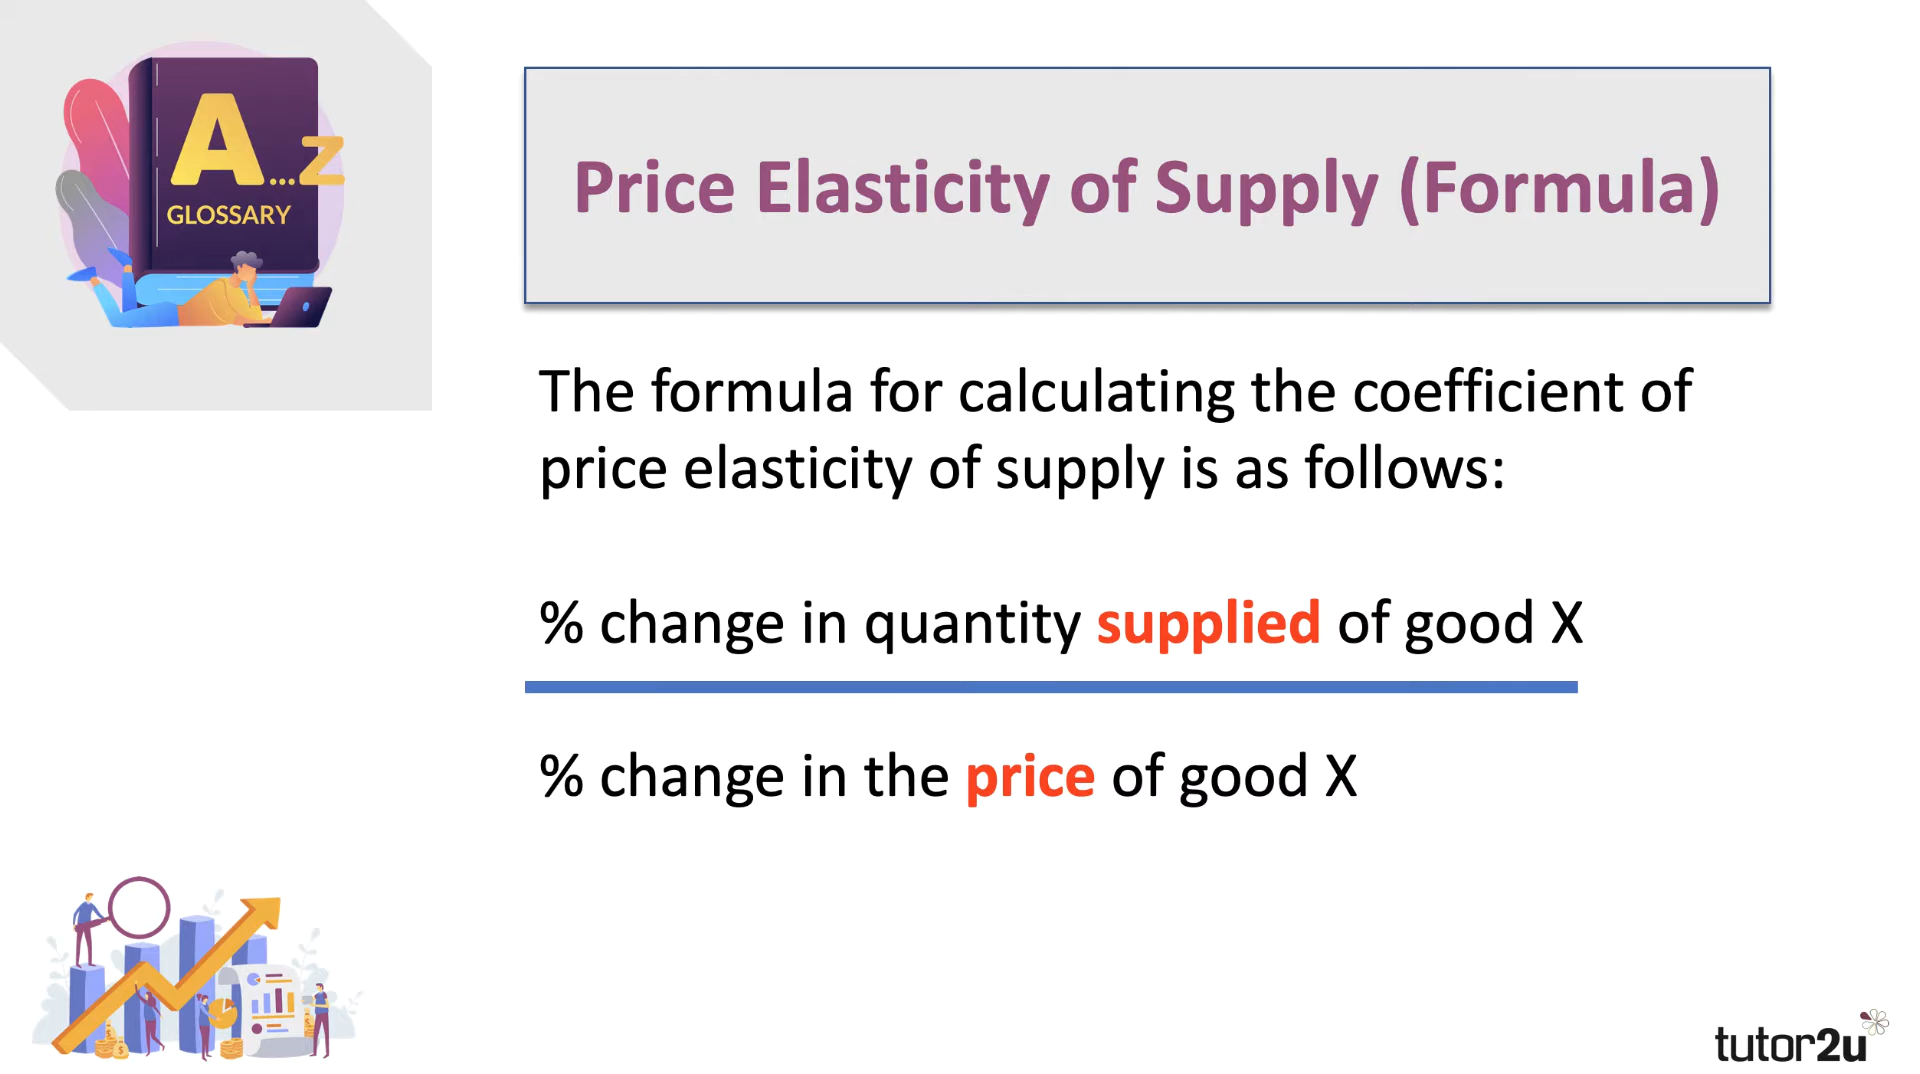 A...Z
GLOSSARY
Price Elasticity of Supply (Formula)
The formula for calculating the coefficient of
price elasticity of supply is as follows:
% change in quantity supplied of good X
% change in the price of good X
tutor2u